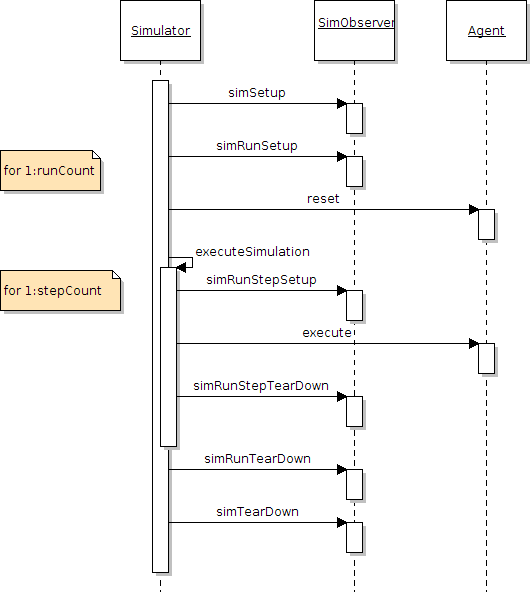 Simulator
SimObserver
Agent
simSetup
simRunSetup
for 1:runCount
reset
executeSimulation
simRunStepSetup
for 1:stepCount
execute
simRunStepTearDown
simRunTearDown
simTearDown